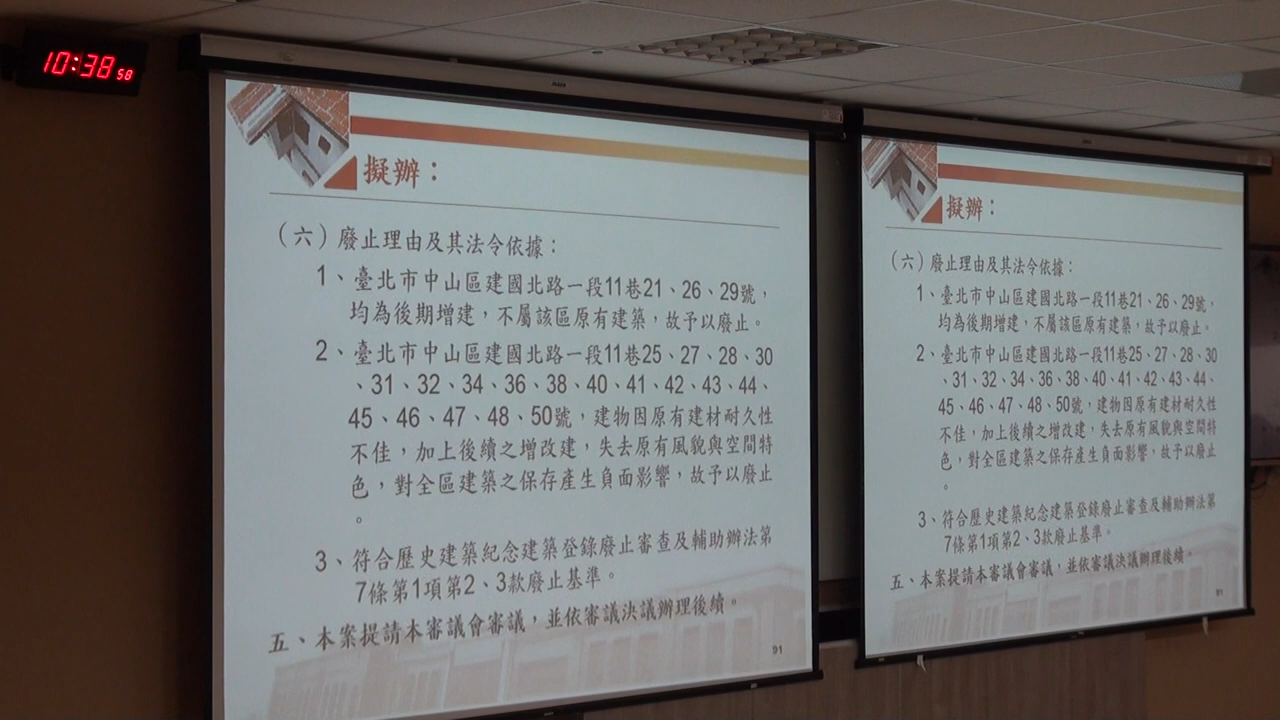 10:38 58
擬辦：
（六）廢止理由及其法令依據：
1、臺北市中山區建國北路一段11巷21、26、29號，
均為後期增建，不屬該區原有建築，故予以廢止。
2、臺北市中山區建國北路一段11巷25、27、28、30
、31、32、34、36、38、40、41、42、43、44、
45、46、47、48、50號，建物因原有建材耐久性
不佳，加上後續之增改建，失去原有風貌與空間特
色，對全區建築之保存產生負面影響，故予以廢止
。
3、符合歷史建築紀念建築登錄廢止審查及輔助辦法第
7條第1項第2、3款廢止基準。
五、本案提請本審議會審議，並依審議決議辦理後續。
91
擬辦：
（六）廢止理由及其法令依據：
1、臺北市中山區建國北路一段11巷21、26、29號，
均為後期增建，不屬該區原有建築，故予以廢止。
2、臺北市中山區建國北路一段11巷25、27、28、30
、31、32、34、36、38、40、41、42、43、44、
45、46、47、48、50號，建物因原有建材耐久性
不佳，加上後續之增改建，失去原有風貌與空間特
色，對全區建築之保存產生負面影響，故予以廢止
。
3、符合歷史建築紀念建築登錄廢止審查及輔助辦法第
7條第1項第2、3款廢止基準。
五、本案提請本審議會審議，並依審議決議辦理後續。
91